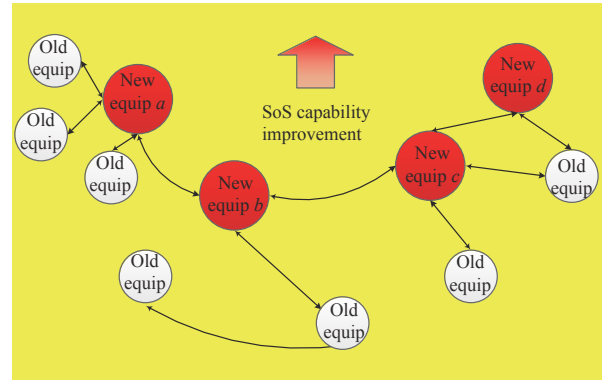 Old
equip
New
equip a
Old
equip
Old
equip
SoS capability
improvement
New
equip d
New
equip b
New
equip c
Old
equip
Old
equip
Old
equip
Old
equip